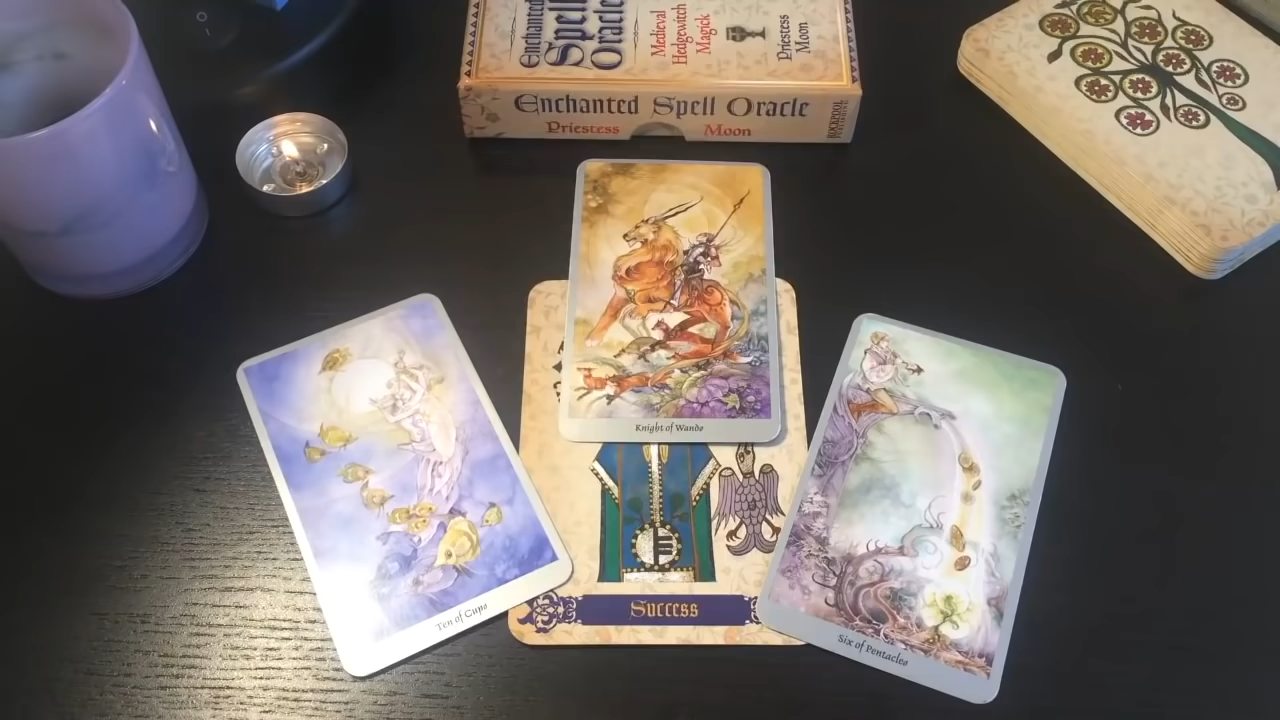 Enchanted
Spell
Oracle
Medieval
Hedgewitch
Magick
Priestess
Moon
Enchanted Spell Oracle
Priestess Moon
ROCKPOOL
Knight of Wands
Ten of Cups
Success
Six of Pentacles